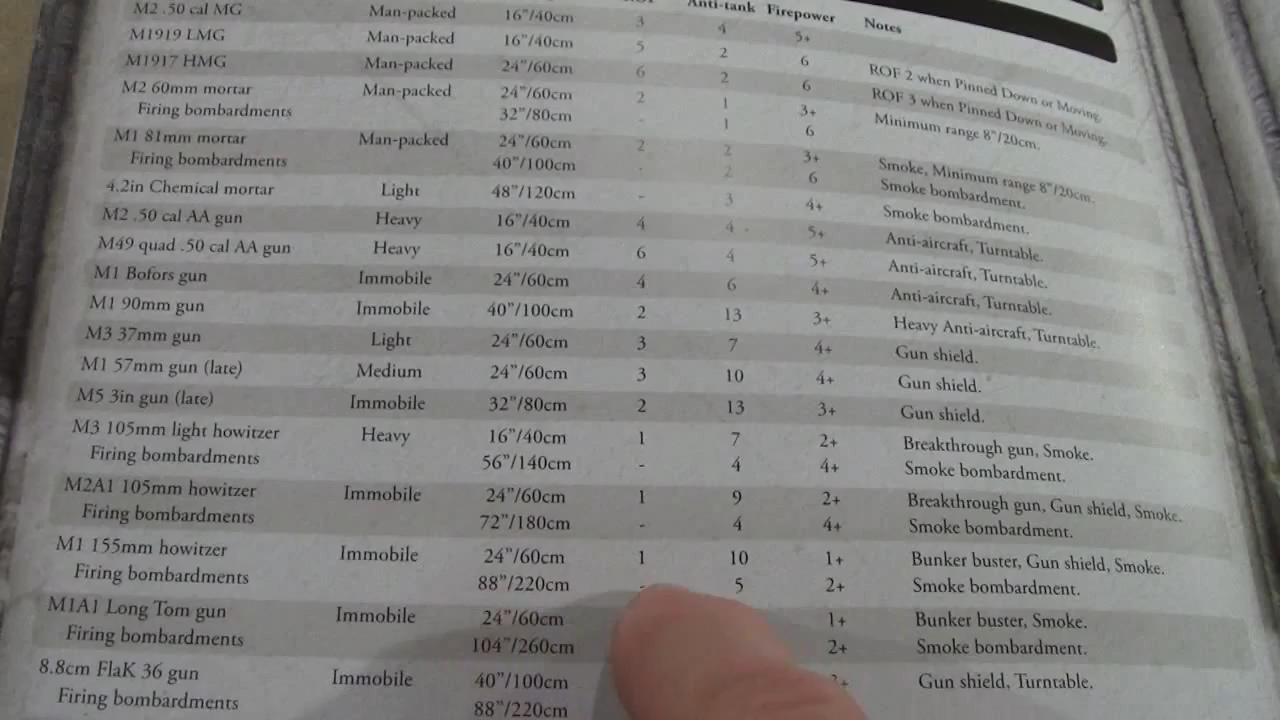 Anti-tank Firepower Notes
M2 .50 cal MG Man-packed 16"/40cm 3 4 5+
M1919 LMG Man-packed 16"/40cm 5 2 6 ROF 2 when Pinned Down or Moving.
M1917 HMG Man-packed 24"/60cm 6 2 6 ROF 3 when Pinned Down or Moving.
M2 60mm mortar Man-packed 24"/60cm 2 1 3+ Minimum range 8"/20cm.
Firing bombardments 32"/80cm - 1 6
M1 81mm mortar Man-packed 24"/60cm 2 2 3+ Smoke, Minimum range 8"/20cm.
Firing bombardments 40"/100cm - 2 6 Smoke bombardment.
4.2in Chemical mortar Light 48"/120cm - 3 4+ Smoke bombardment.
M2 .50 cal AA gun Heavy 16"/40cm 4 4 5+ Anti-aircraft, Turntable.
M49 quad .50 cal AA gun Heavy 16"/40cm 6 4 5+ Anti-aircraft, Turntable.
M1 Bofors gun Immobile 24"/60cm 4 6 4+ Anti-aircraft, Turntable.
M1 90mm gun Immobile 40"/100cm 2 13 3+ Heavy Anti-aircraft, Turntable.
M3 37mm gun Light 24"/60cm 3 7 4+ Gun shield.
M1 57mm gun (late) Medium 24"/60cm 3 10 4+ Gun shield.
M5 3in gun (late) Immobile 32"/80cm 2 13 3+ Gun shield.
M3 105mm light howitzer Heavy 16"/40cm 1 7 2+ Breakthrough gun, Smoke.
Firing bombardments 56"/140cm - 4 4+ Smoke bombardment.
M2A1 105mm howitzer Immobile 24"/60cm 1 9 2+ Breakthrough gun, Gun shield, Smoke.
Firing bombardments 72"/180cm - 4 4+ Smoke bombardment.
M1 155mm howitzer Immobile 24"/60cm 1 10 1+ Bunker buster, Gun shield, Smoke.
Firing bombardments 88"/220cm - 5 2+ Smoke bombardment.
M1A1 Long Tom gun Immobile 24"/60cm 1+ Bunker buster, Smoke.
Firing bombardments 104"/260cm 2+ Smoke bombardment.
8.8cm FlaK 36 gun Immobile 40"/100cm Gun shield, Turntable.
Firing bombardments 88"/220cm